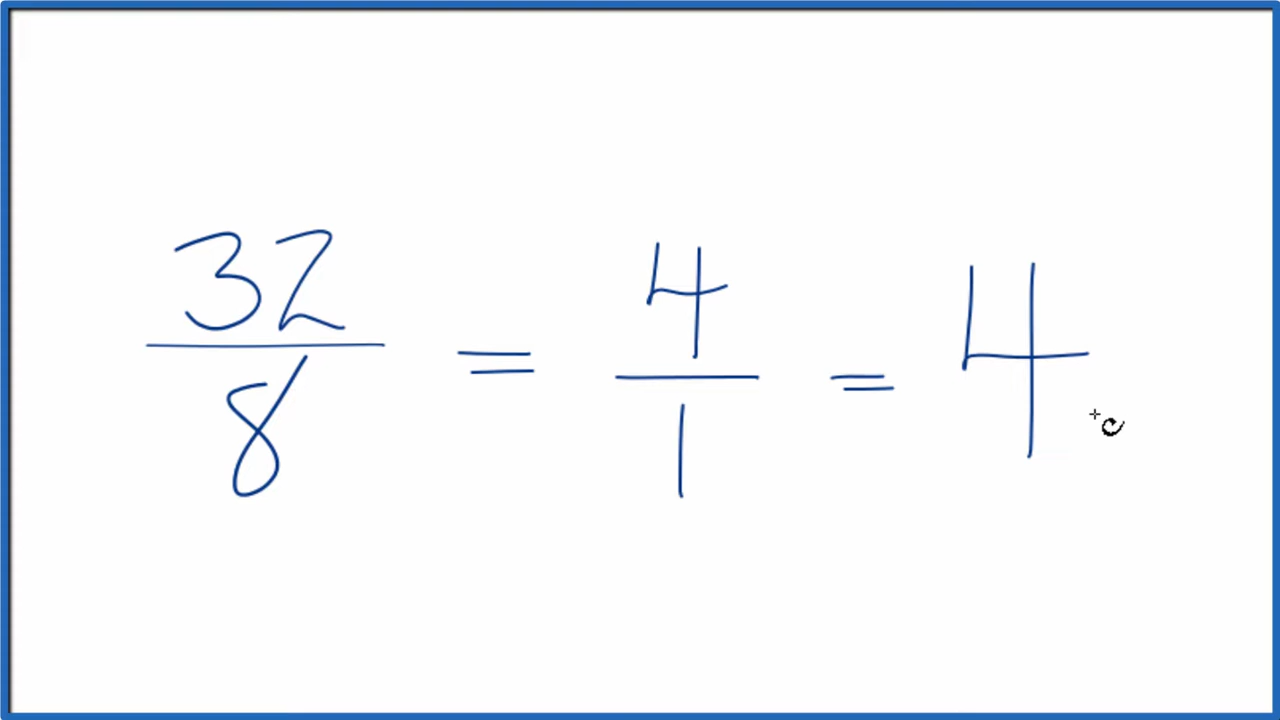 32/8 = 4/1 = 4